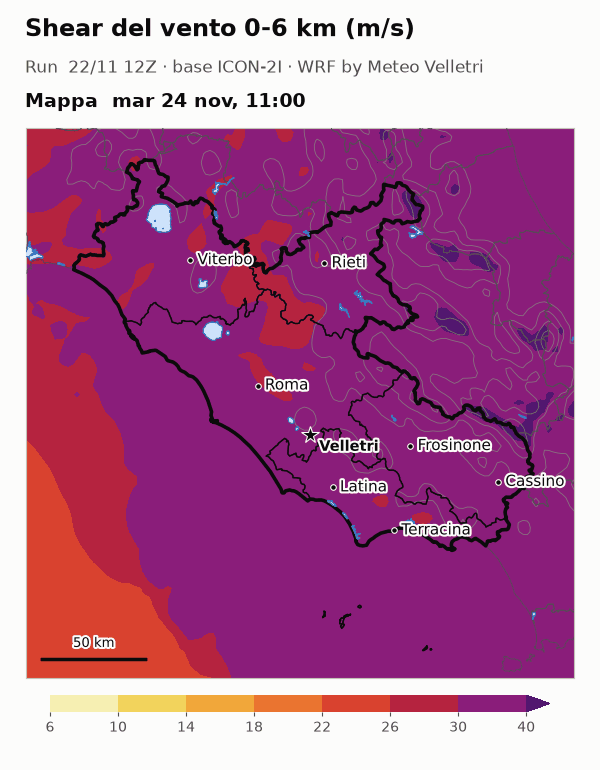 Shear del vento 0-6 km (m/s)
Run  22/11 12Z · base ICON-2I · WRF by Meteo Velletri
Mappa  mar 24 nov, 11:00
Viterbo
Rieti
Roma
Velletri
Frosinone
Latina
Cassino
Terracina
50 km
6 10 14 18 22 26 30 40